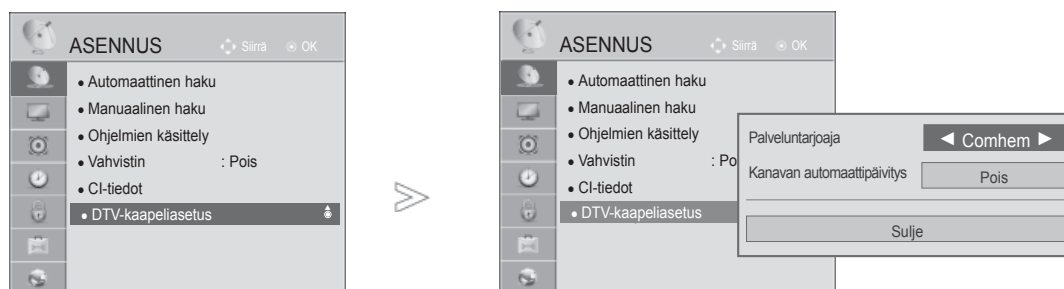 ASENNUS
Siirrä OK
• Automaattinen haku
• Manuaalinen haku
• Ohjelmien käsittely
• Vahvistin : Pois
• CI-tiedot
• DTV-kaapeliasetus
ASENNUS
Siirrä OK
• Automaattinen haku
• Manuaalinen haku
• Ohjelmien käsittely
• Vahvistin : Po
• CI-tiedot
• DTV-kaapeliasetus
Palveluntarjoaja ◄ Comhem ►
Kanavan automaattipäivitys Pois
Sulje